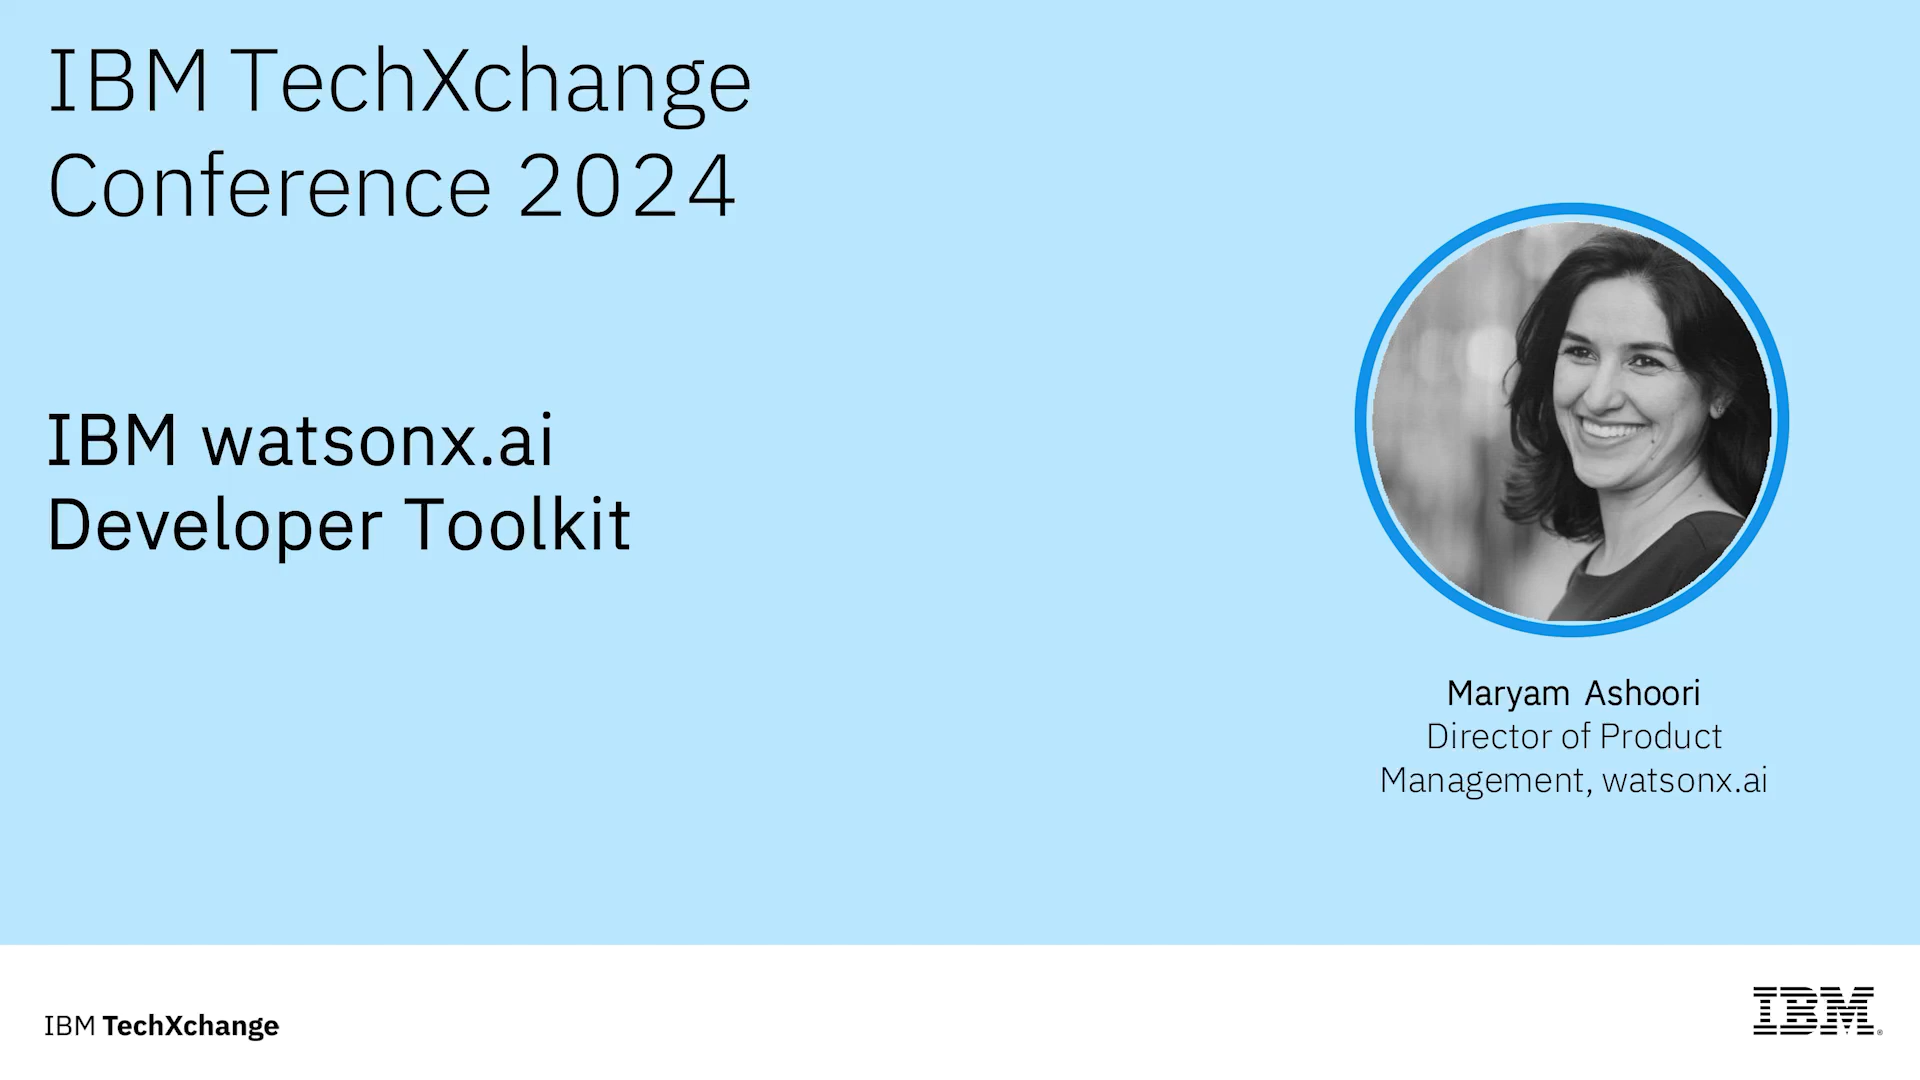 IBM TechXchange
Conference 2024
IBM watsonx.ai
Developer Toolkit
Maryam Ashoori
Director of Product
Management, watsonx.ai
IBM TechXchange
IBM®